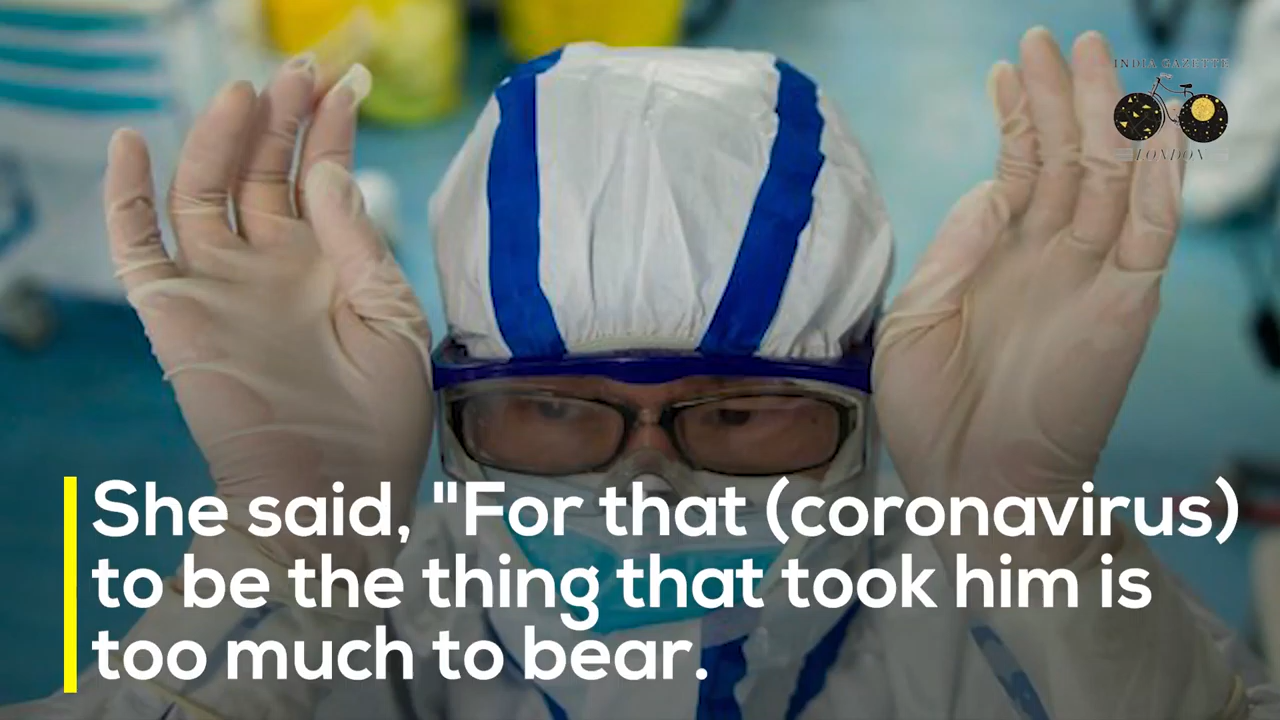 INDIA GAZETTE
LONDON
She said, "For that (coronavirus)
to be the thing that took him is
too much to bear.